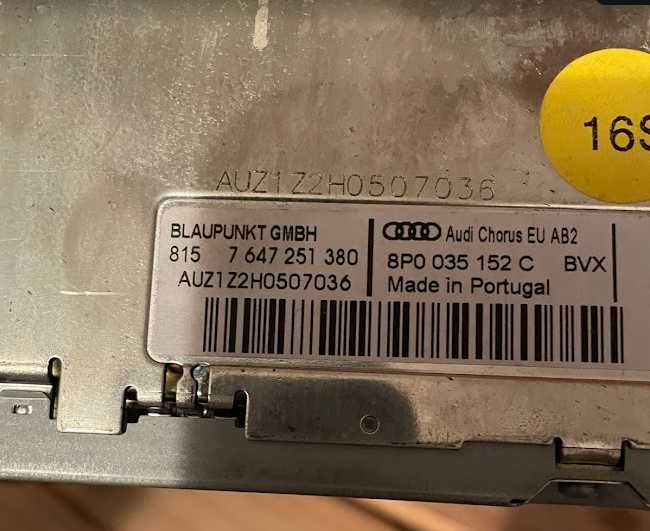 16S
AUZ1Z2H0507036
BLAUPUNKT GMBH
815 7 647 251 380
AUZ1Z2H0507036
Audi Chorus EU AB2
8P0 035 152 C BVX
Made in Portugal